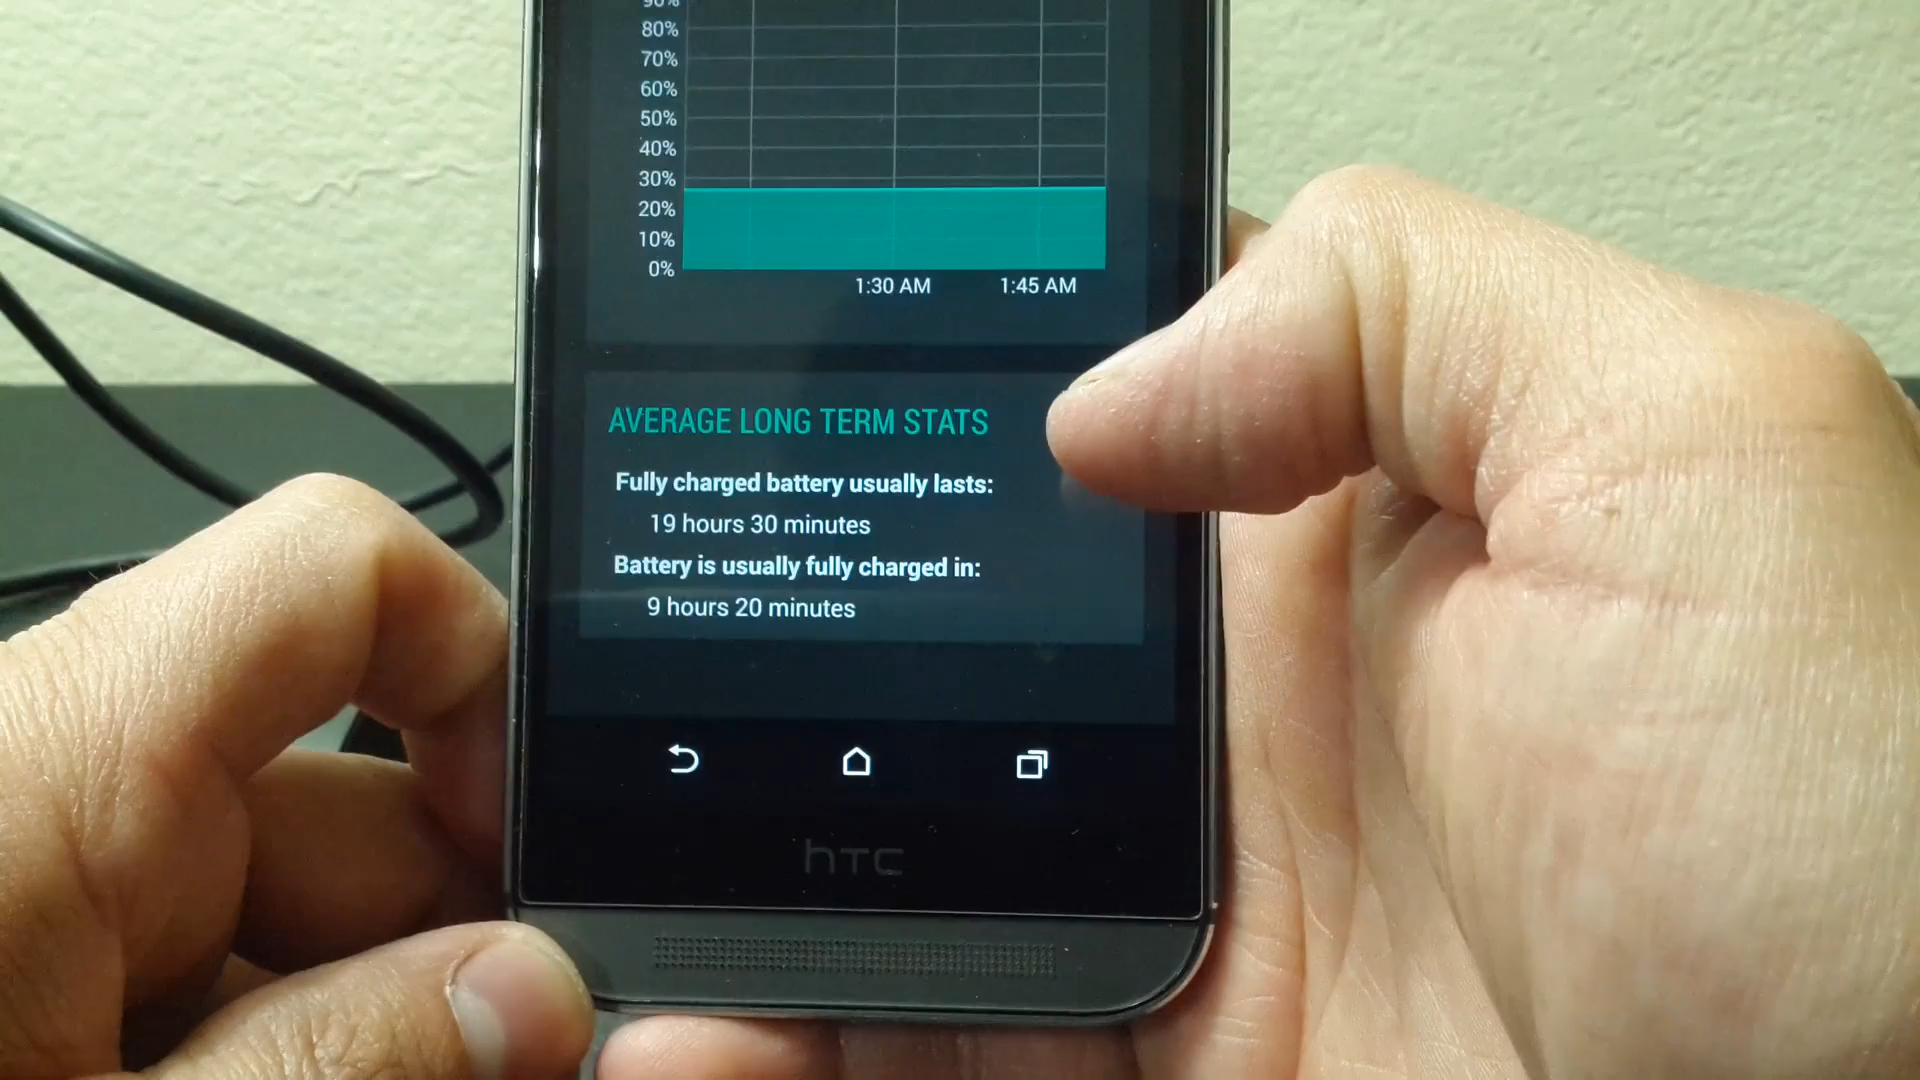 90%
80%
70%
60%
50%
40%
30%
20%
10%
0%
1:30 AM 1:45 AM
AVERAGE LONG TERM STATS
Fully charged battery usually lasts:
19 hours 30 minutes
Battery is usually fully charged in:
9 hours 20 minutes
hTC